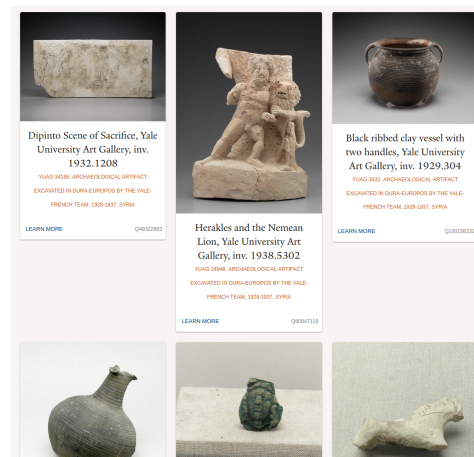 Dipinto Scene of Sacrifice, Yale
University Art Gallery, inv.
1932.1208
YUAG 34186. ARCHAEOLOGICAL ARTIFACT
EXCAVATED IN DURA-EUROPOS BY THE YALE-
FRENCH TEAM, 1928-1937, SYRIA
LEARN MORE
Q49322893
Herakles and the Nemean
Lion, Yale University Art
Gallery, inv. 1938.5302
YUAG 34948. ARCHAEOLOGICAL ARTIFACT
EXCAVATED IN DURA-EUROPOS BY THE YALE-
FRENCH TEAM, 1928-1937, SYRIA
LEARN MORE
Q60847119
Black ribbed clay vessel with
two handles, Yale University
Art Gallery, inv. 1929.304
YUAG 3432. ARCHAEOLOGICAL ARTIFACT
EXCAVATED IN DURA-EUROPOS BY THE YALE-
FRENCH TEAM, 1928-1937, SYRIA
LEARN MORE